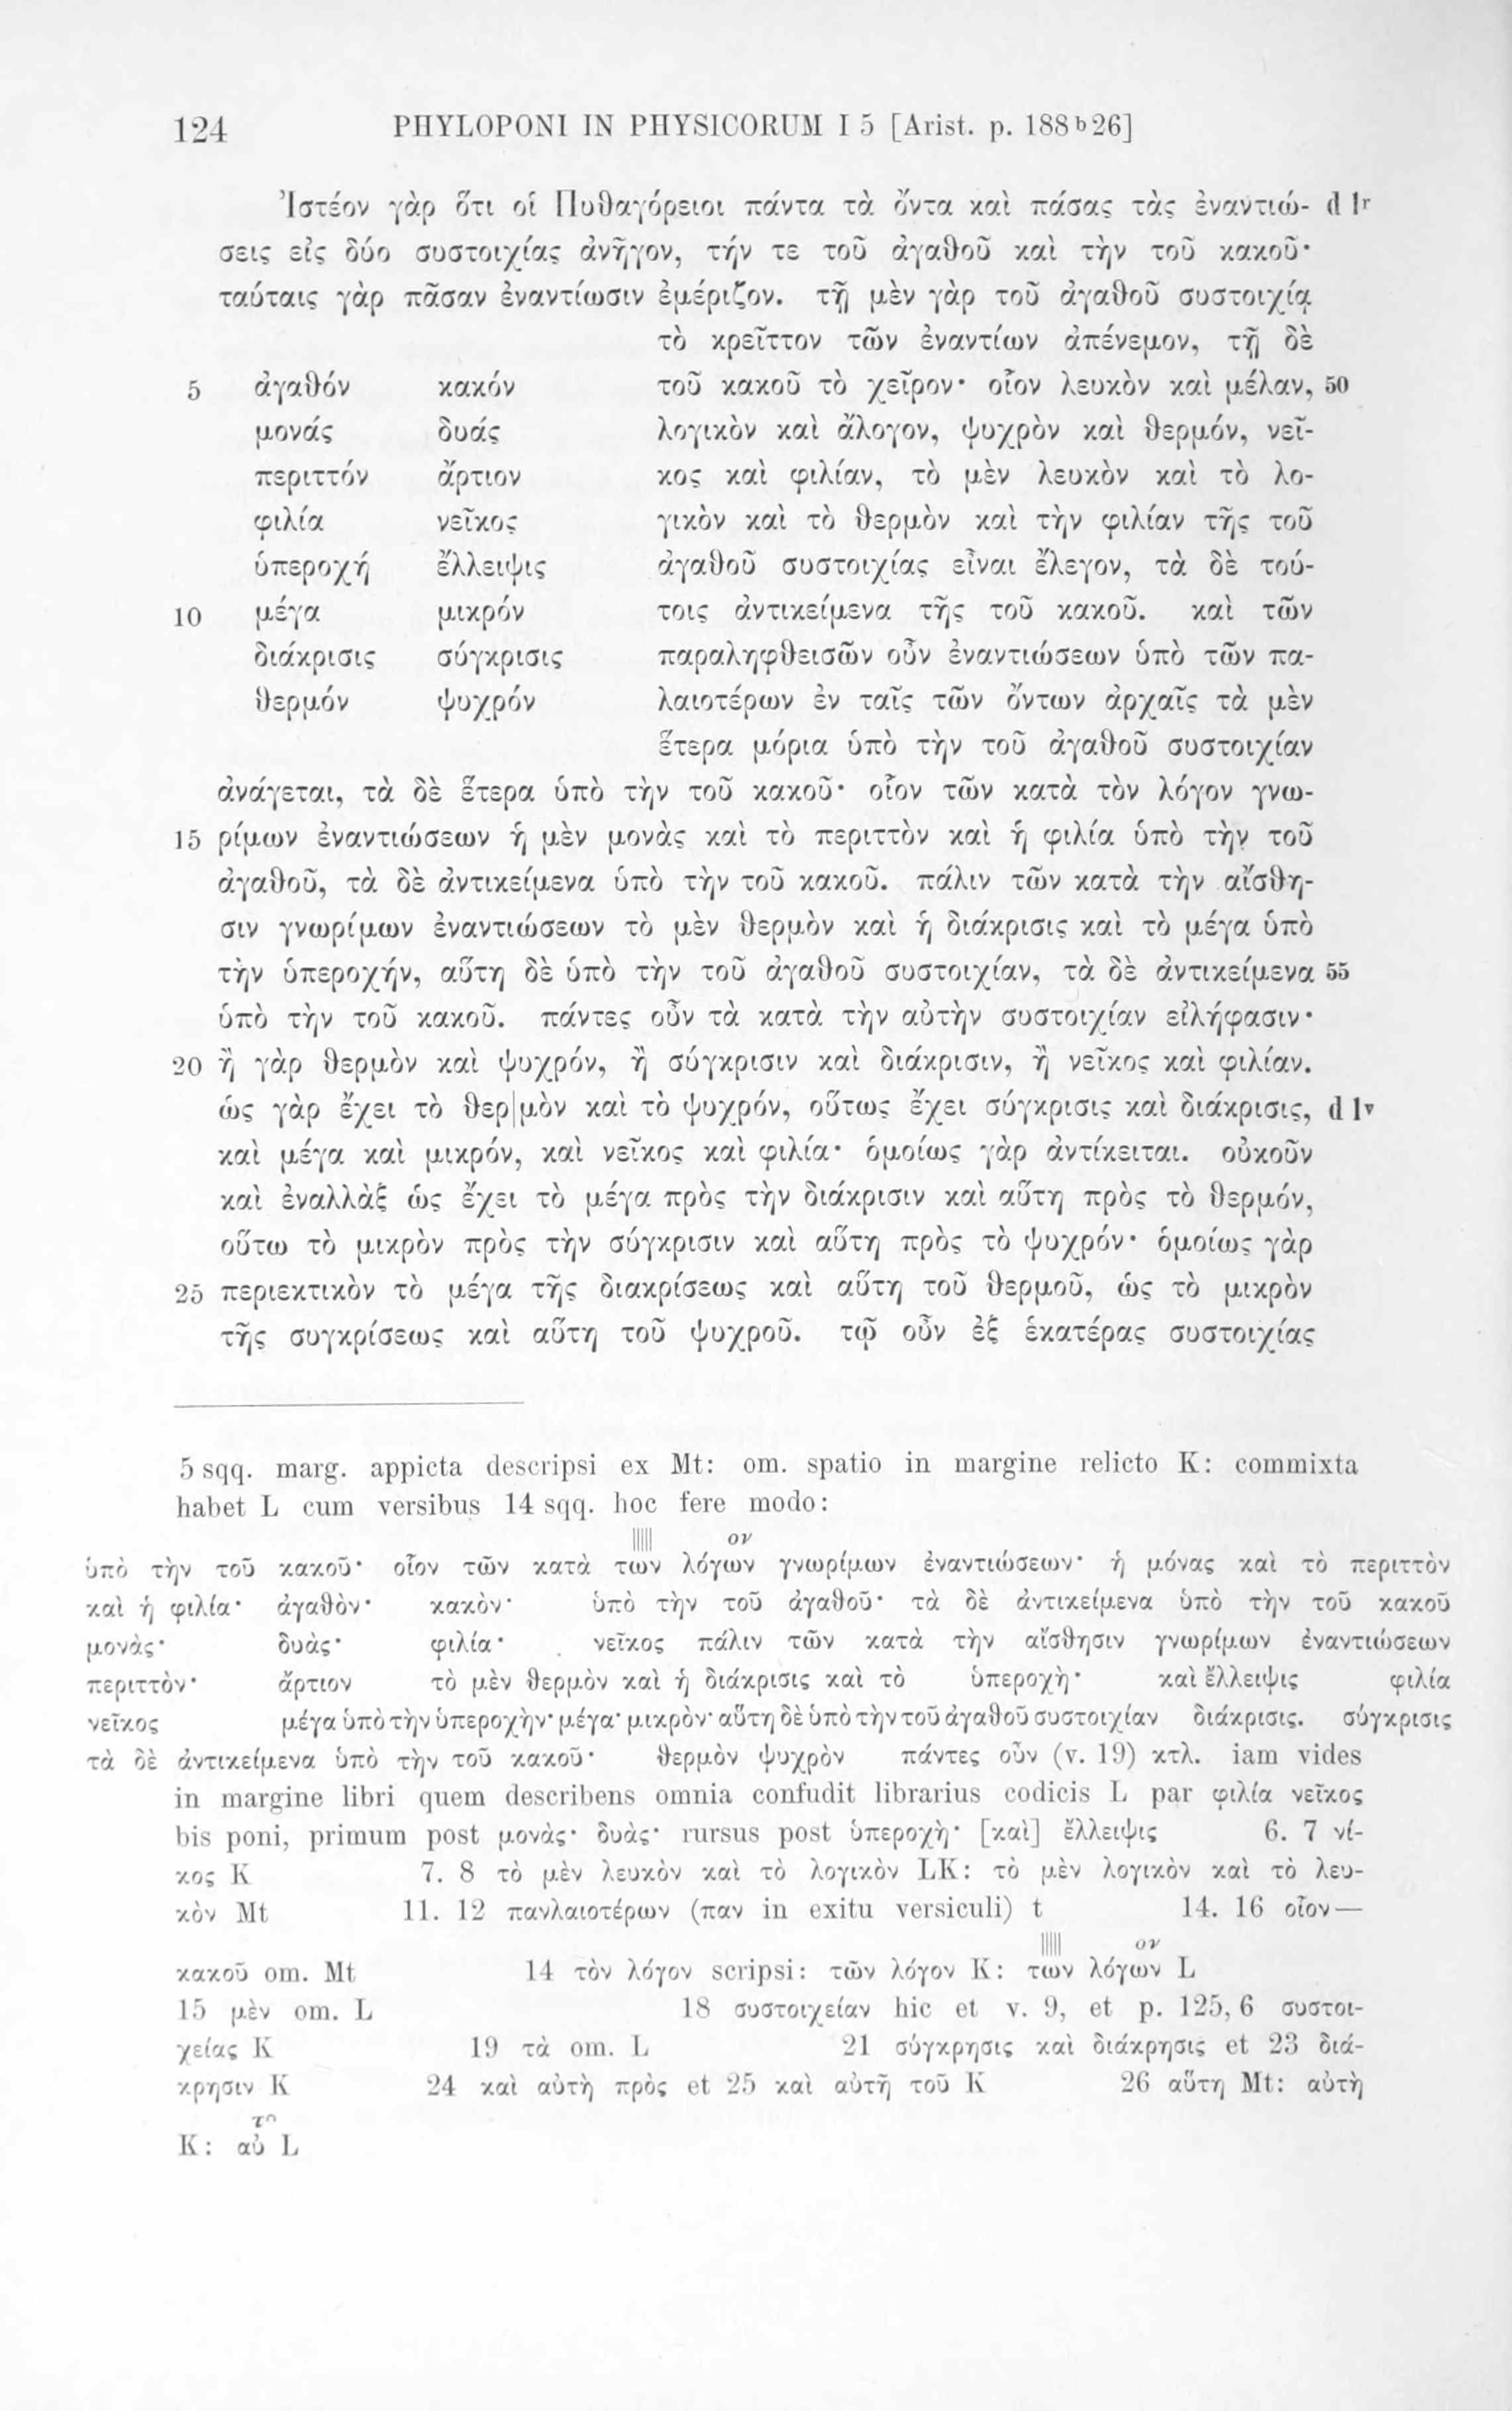 124 PHYLOPONI IN PHYSICORUM I 5 [Arist. p. 188 b 26]
Ἰστέον γὰρ ὅτι οἱ Πυθαγόρειοι πάντα τὰ ὄντα καὶ πάσας τὰς ἐναντιώ- d 1r
σεις εἰς δύο συστοιχίας ἀνῆγον, τήν τε τοῦ ἀγαθοῦ καὶ τὴν τοῦ κακοῦ·
ταύταις γὰρ πᾶσαν ἐναντίωσιν ἐμέριζον. τῇ μὲν γὰρ τοῦ ἀγαθοῦ συστοιχίᾳ
τὸ κρεῖττον τῶν ἐναντίων ἀπένεμον, τῇ δὲ
5 ἀγαθόν κακόν τοῦ κακοῦ τὸ χεῖρον· οἷον λευκὸν καὶ μέλαν, 50
μονάς δυάς λογικὸν καὶ ἄλογον, ψυχρὸν καὶ θερμόν, νεῖ-
περιττόν ἄρτιον κος καὶ φιλίαν, τὸ μὲν λευκὸν καὶ τὸ λο-
φιλία νεῖκος γικὸν καὶ τὸ θερμὸν καὶ τὴν φιλίαν τῆς τοῦ
ὑπεροχή ἔλλειψις ἀγαθοῦ συστοιχίας εἶναι ἔλεγον, τὰ δὲ τού-
10 μέγα μικρόν τοις ἀντικείμενα τῆς τοῦ κακοῦ. καὶ τῶν
διάκρισις σύγκρισις παραληφθεισῶν οὖν ἐναντιώσεων ὑπὸ τῶν πα-
θερμόν ψυχρόν λαιοτέρων ἐν ταῖς τῶν ὄντων ἀρχαῖς τὰ μὲν
ἕτερα μόρια ὑπὸ τὴν τοῦ ἀγαθοῦ συστοιχίαν
ἀνάγεται, τὰ δὲ ἕτερα ὑπὸ τὴν τοῦ κακοῦ· οἷον τῶν κατὰ τὸν λόγον γνω-
15 ρίμων ἐναντιώσεων ἡ μὲν μονὰς καὶ τὸ περιττὸν καὶ ἡ φιλία ὑπὸ τὴν τοῦ
ἀγαθοῦ, τὰ δὲ ἀντικείμενα ὑπὸ τὴν τοῦ κακοῦ. πάλιν τῶν κατὰ τὴν αἴσθη-
σιν γνωρίμων ἐναντιώσεων τὸ μὲν θερμὸν καὶ ἡ διάκρισις καὶ τὸ μέγα ὑπὸ
τὴν ὑπεροχήν, αὕτη δὲ ὑπὸ τὴν τοῦ ἀγαθοῦ συστοιχίαν, τὰ δὲ ἀντικείμενα 55
ὑπὸ τὴν τοῦ κακοῦ. πάντες οὖν τὰ κατὰ τὴν αὐτὴν συστοιχίαν εἰλήφασιν·
20 ἢ γὰρ θερμὸν καὶ ψυχρόν, ἢ σύγκρισιν καὶ διάκρισιν, ἢ νεῖκος καὶ φιλίαν.
ὡς γὰρ ἔχει τὸ θερ|μὸν καὶ τὸ ψυχρόν, οὕτως ἔχει σύγκρισις καὶ διάκρισις, d 1v
καὶ μέγα καὶ μικρόν, καὶ νεῖκος καὶ φιλία· ὁμοίως γὰρ ἀντίκειται. οὐκοῦν
καὶ ἐναλλὰξ ὡς ἔχει τὸ μέγα πρὸς τὴν διάκρισιν καὶ αὕτη πρὸς τὸ θερμόν,
οὕτω τὸ μικρὸν πρὸς τὴν σύγκρισιν καὶ αὕτη πρὸς τὸ ψυχρόν· ὁμοίως γὰρ
25 περιεκτικὸν τὸ μέγα τῆς διακρίσεως καὶ αὕτη τοῦ θερμοῦ, ὡς τὸ μικρὸν
τῆς συγκρίσεως καὶ αὕτη τοῦ ψυχροῦ. τῷ οὖν ἐξ ἑκατέρας συστοιχίας
5 sqq. marg. appicta descripsi ex Mt: om. spatio in margine relicto K: commixta
habet L cum versibus 14 sqq. hoc fere modo:
ον
ὑπὸ τὴν τοῦ κακοῦ· οἷον τῶν κατὰ των λόγων γνωρίμων ἐναντιώσεων· ἡ μόνας καὶ τὸ περιττὸν
καὶ ἡ φιλία· ἀγαθὸν· κακὸν· ὑπὸ τὴν τοῦ ἀγαθοῦ· τὰ δὲ ἀντικείμενα ὑπὸ τὴν τοῦ κακοῦ
μονὰς· δυὰς· φιλία· νεῖκος πάλιν τῶν κατὰ τὴν αἴσθησιν γνωρίμων ἐναντιώσεων
περιττὸν· ἄρτιον τὸ μὲν θερμὸν καὶ ἡ διάκρισις καὶ τὸ ὑπεροχὴ· καὶ ἔλλειψις φιλία
νεῖκος μέγα ὑπὸ τὴν ὑπεροχὴν· μέγα· μικρὸν· αὕτη δὲ ὑπὸ τὴν τοῦ ἀγαθοῦ συστοιχίαν διάκρισις. σύγκρισις
τὰ δὲ ἀντικείμενα ὑπὸ τὴν τοῦ κακοῦ· θερμὸν ψυχρὸν πάντες οὖν (v. 19) κτλ. iam vides
in margine libri quem describens omnia confudit librarius codicis L par φιλία νεῖκος
bis poni, primum post μονὰς· δυὰς· rursus post ὑπεροχὴ· [καὶ] ἔλλειψις 6. 7 νί-
κος K 7. 8 τὸ μὲν λευκὸν καὶ τὸ λογικὸν LK: τὸ μὲν λογικὸν καὶ τὸ λευ-
κὸν Mt 11. 12 πανλαιοτέρων (παν in exitu versiculi) t 14. 16 οἷον—
ον
κακοῦ om. Mt 14 τὸν λόγον scripsi: τῶν λόγον K: των λόγων L
15 μὲν om. L 18 συστοιχείαν hic et v. 9, et p. 125, 6 συστοι-
χείας K 19 τὰ om. L 21 σύγκρησις καὶ διάκρησις et 23 διά-
κρησιν K 24 καὶ αὐτὴ πρὸς et 25 καὶ αὐτῆ τοῦ K 26 αὕτη Mt: αὐτὴ
K: αὐ L